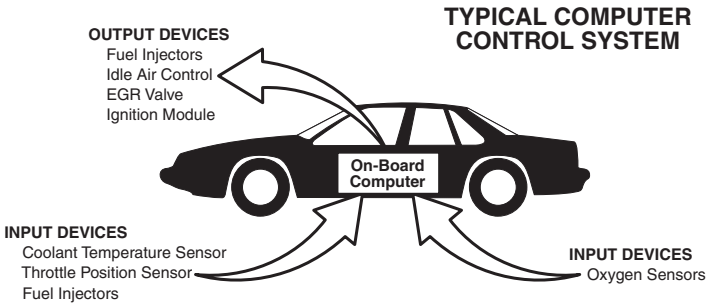 TYPICAL COMPUTER
CONTROL SYSTEM
OUTPUT DEVICES
Fuel Injectors
Idle Air Control
EGR Valve
Ignition Module
On-Board
Computer
INPUT DEVICES
Coolant Temperature Sensor
Throttle Position Sensor
Fuel Injectors
INPUT DEVICES
Oxygen Sensors